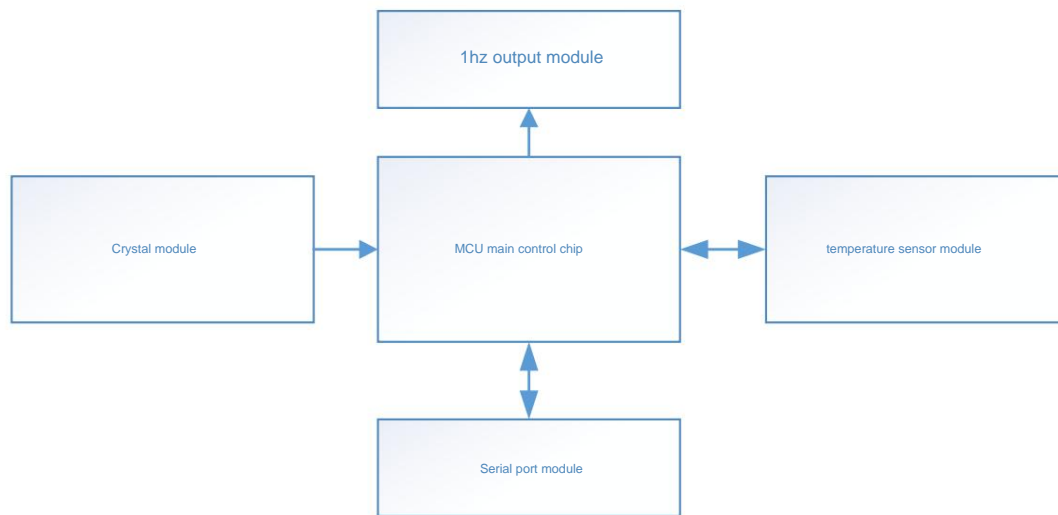 1hz output module
Crystal module
MCU main control chip
temperature sensor module
Serial port module